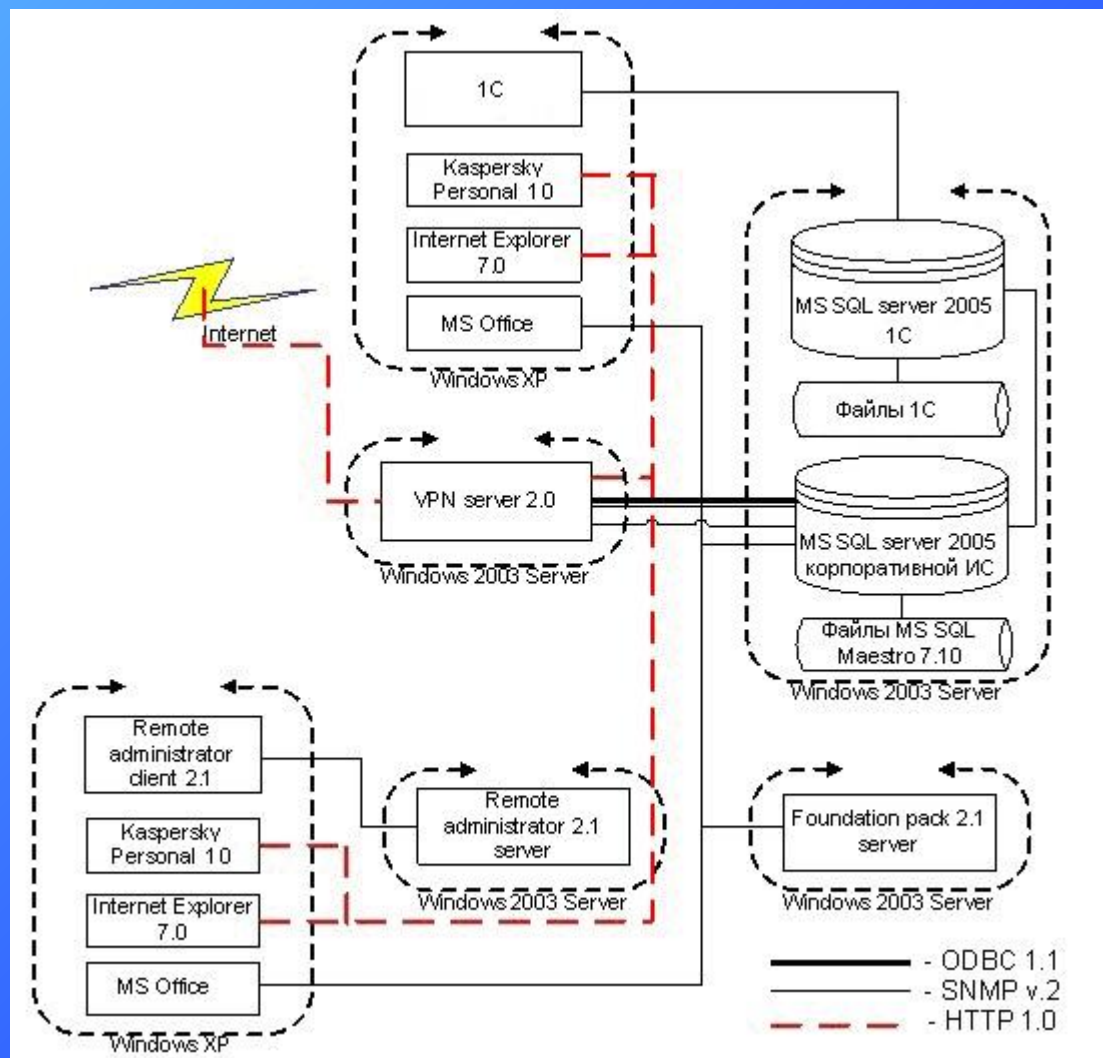 1C
Kaspersky
Personal 10
Internet Explorer
7.0
MS Office
Windows XP
Internet
MS SQL server 2005
1C
Файлы 1C
VPN server 2.0
Windows 2003 Server
MS SQL server 2005
корпоративной ИС
Файлы MS SQL
Maestro 7.10
Windows 2003 Server
Remote
administrator
client 2.1
Kaspersky
Personal 10
Internet Explorer
7.0
MS Office
Windows XP
Remote
administrator 2.1
server
Windows 2003 Server
Foundation pack 2.1
server
Windows 2003 Server
- ODBC 1.1
- SNMP v.2
- HTTP 1.0